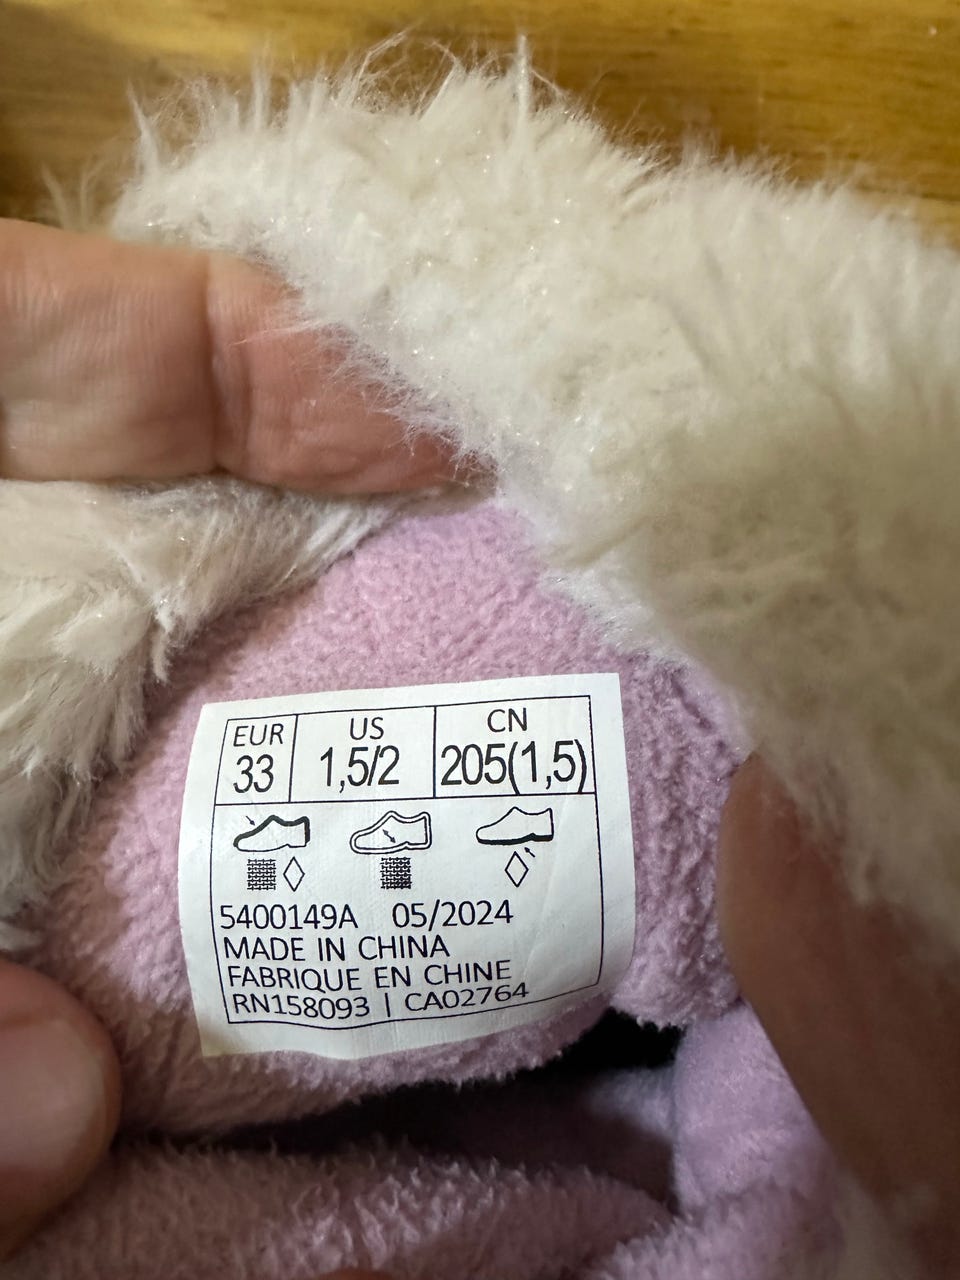 EUR US CN
33 1,5/2 205(1,5)
5400149A 05/2024
MADE IN CHINA
FABRIQUE EN CHINE
RN158093 | CA02764